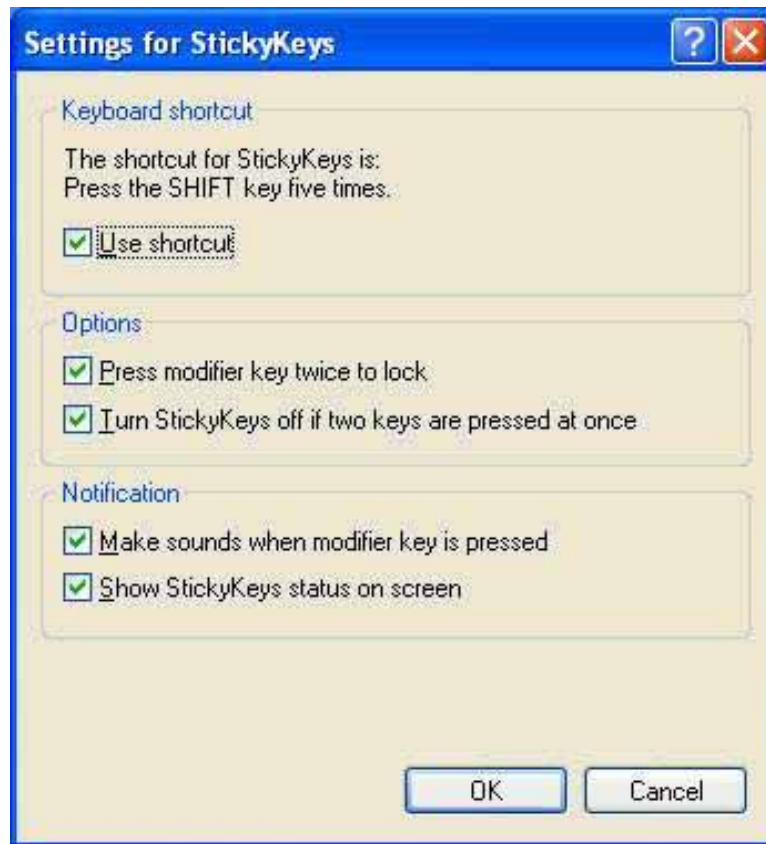 Settings for StickyKeys
Keyboard shortcut
The shortcut for StickyKeys is:
Press the SHIFT key five times.
Use shortcut
Options
Press modifier key twice to lock
Turn StickyKeys off if two keys are pressed at once
Notification
Make sounds when modifier key is pressed
Show StickyKeys status on screen
OK Cancel